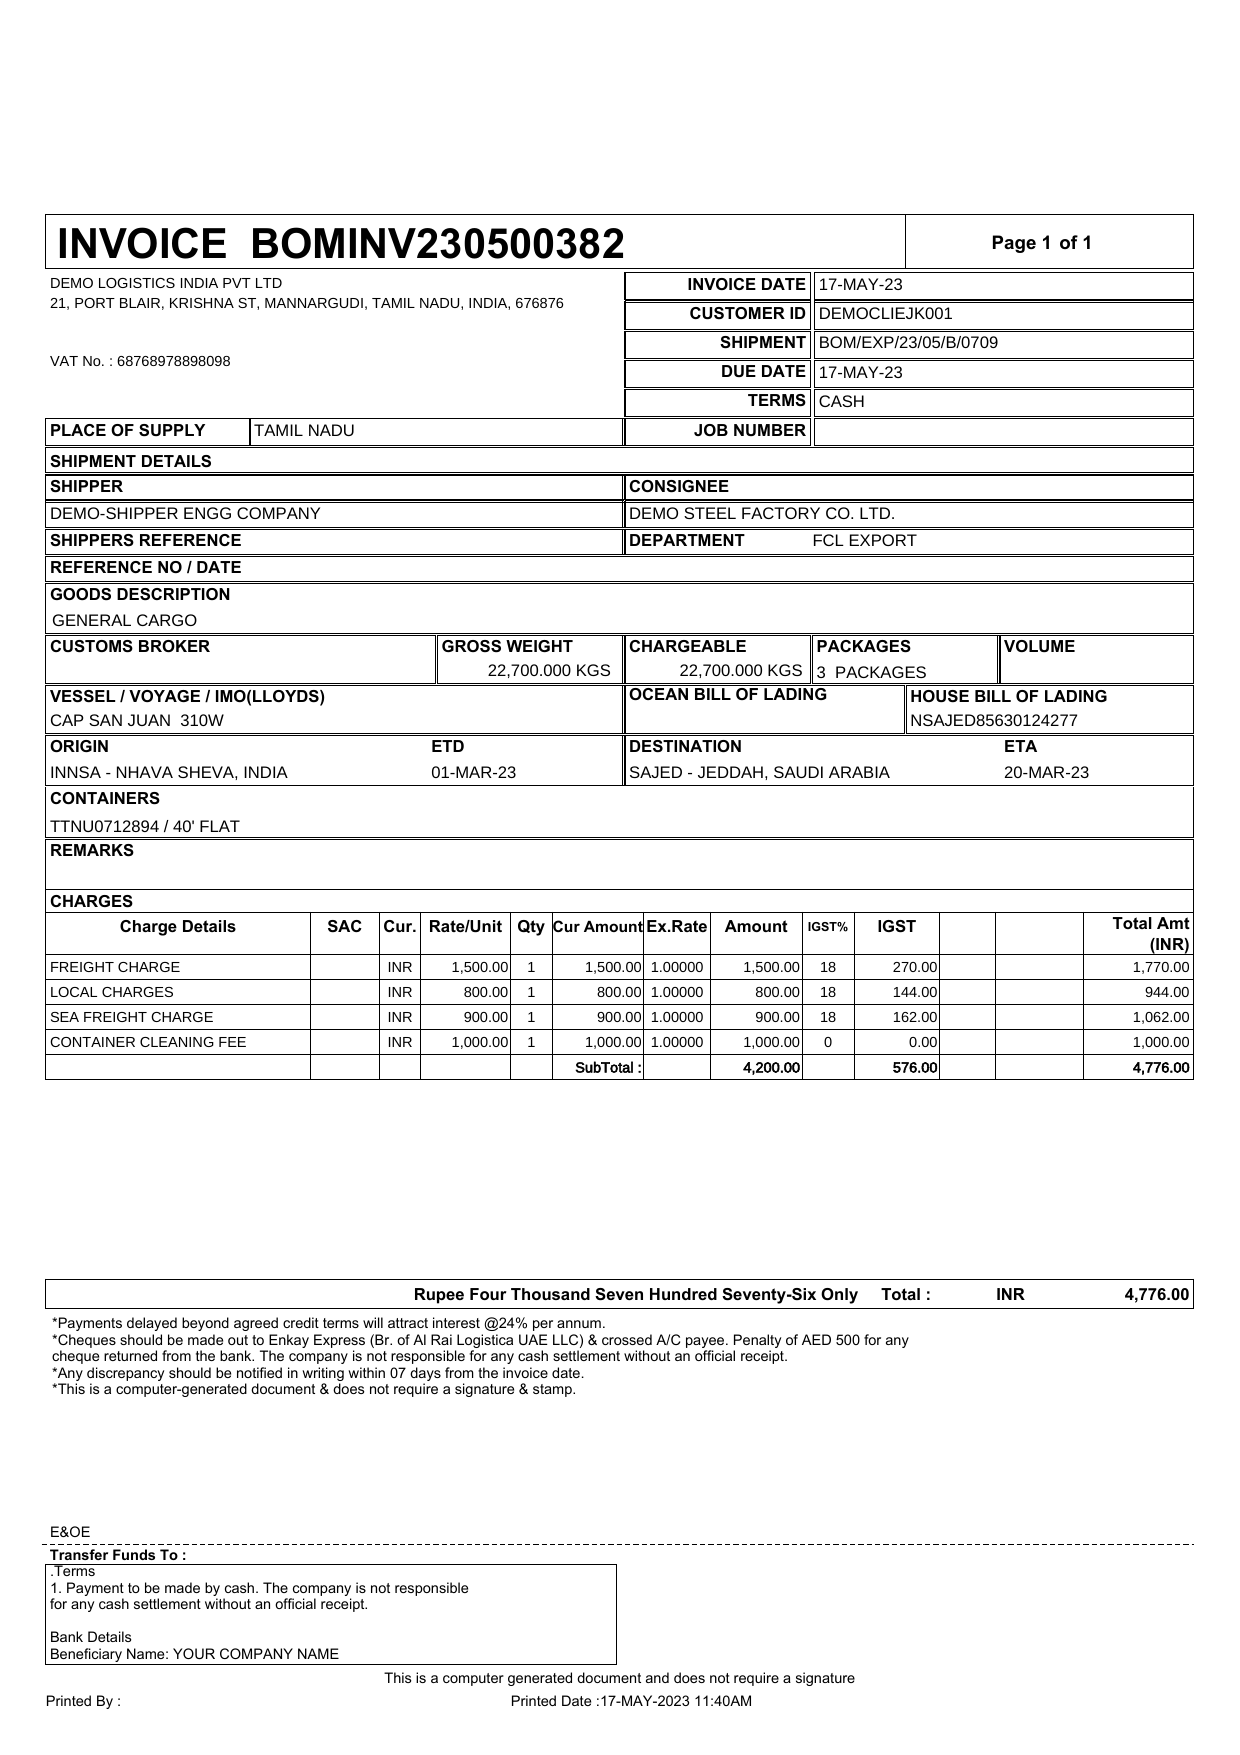 INVOICE BOMINV230500382
Page 1 of 1
DEMO LOGISTICS INDIA PVT LTD
21, PORT BLAIR, KRISHNA ST, MANNARGUDI, TAMIL NADU, INDIA, 676876
VAT No. : 68768978898098
INVOICE DATE 17-MAY-23
CUSTOMER ID DEMOCLIEJK001
SHIPMENT BOM/EXP/23/05/B/0709
DUE DATE 17-MAY-23
TERMS CASH
PLACE OF SUPPLY TAMIL NADU JOB NUMBER
SHIPMENT DETAILS
SHIPPER CONSIGNEE
DEMO-SHIPPER ENGG COMPANY DEMO STEEL FACTORY CO. LTD.
SHIPPERS REFERENCE DEPARTMENT FCL EXPORT
REFERENCE NO / DATE
GOODS DESCRIPTION
GENERAL CARGO
CUSTOMS BROKER GROSS WEIGHT CHARGEABLE PACKAGES VOLUME
22,700.000 KGS 22,700.000 KGS 3 PACKAGES
VESSEL / VOYAGE / IMO(LLOYDS) OCEAN BILL OF LADING HOUSE BILL OF LADING
CAP SAN JUAN 310W NSAJED85630124277
ORIGIN ETD DESTINATION ETA
INNSA - NHAVA SHEVA, INDIA 01-MAR-23 SAJED - JEDDAH, SAUDI ARABIA 20-MAR-23
CONTAINERS
TTNU0712894 / 40' FLAT
REMARKS
CHARGES
Charge Details SAC Cur. Rate/Unit Qty Cur Amount Ex.Rate Amount IGST% IGST Total Amt
(INR)
FREIGHT CHARGE INR 1,500.00 1 1,500.00 1.00000 1,500.00 18 270.00 1,770.00
LOCAL CHARGES INR 800.00 1 800.00 1.00000 800.00 18 144.00 944.00
SEA FREIGHT CHARGE INR 900.00 1 900.00 1.00000 900.00 18 162.00 1,062.00
CONTAINER CLEANING FEE INR 1,000.00 1 1,000.00 1.00000 1,000.00 0 0.00 1,000.00
SubTotal : 4,200.00 576.00 4,776.00
Rupee Four Thousand Seven Hundred Seventy-Six Only Total : INR 4,776.00
*Payments delayed beyond agreed credit terms will attract interest @24% per annum.
*Cheques should be made out to Enkay Express (Br. of Al Rai Logistica UAE LLC) & crossed A/C payee. Penalty of AED 500 for any
cheque returned from the bank. The company is not responsible for any cash settlement without an official receipt.
*Any discrepancy should be notified in writing within 07 days from the invoice date.
*This is a computer-generated document & does not require a signature & stamp.
E&OE
Transfer Funds To :
.Terms
1. Payment to be made by cash. The company is not responsible
for any cash settlement without an official receipt.
Bank Details
Beneficiary Name: YOUR COMPANY NAME
This is a computer generated document and does not require a signature
Printed By : Printed Date :17-MAY-2023 11:40AM